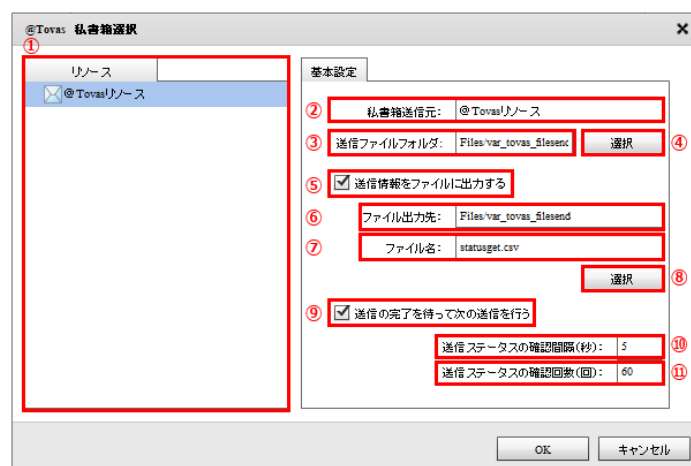 @Tovas 私書箱選択
①
リソース
@Tovasリソース
基本設定
② 私書箱送信元: @Tovasリソース
③ 送信ファイルフォルダ: Files/var_tovas_filesenc 選択 ④
⑤ 送信情報をファイルに出力する
⑥ ファイル出力先: Files/var_tovas_filesend
⑦ ファイル名: statusget.csv
選択 ⑧
⑨ 送信の完了を待って次の送信を行う
送信ステータスの確認間隔(秒): 5 ⑩
送信ステータスの確認回数(回): 60 ⑪
OK キャンセル